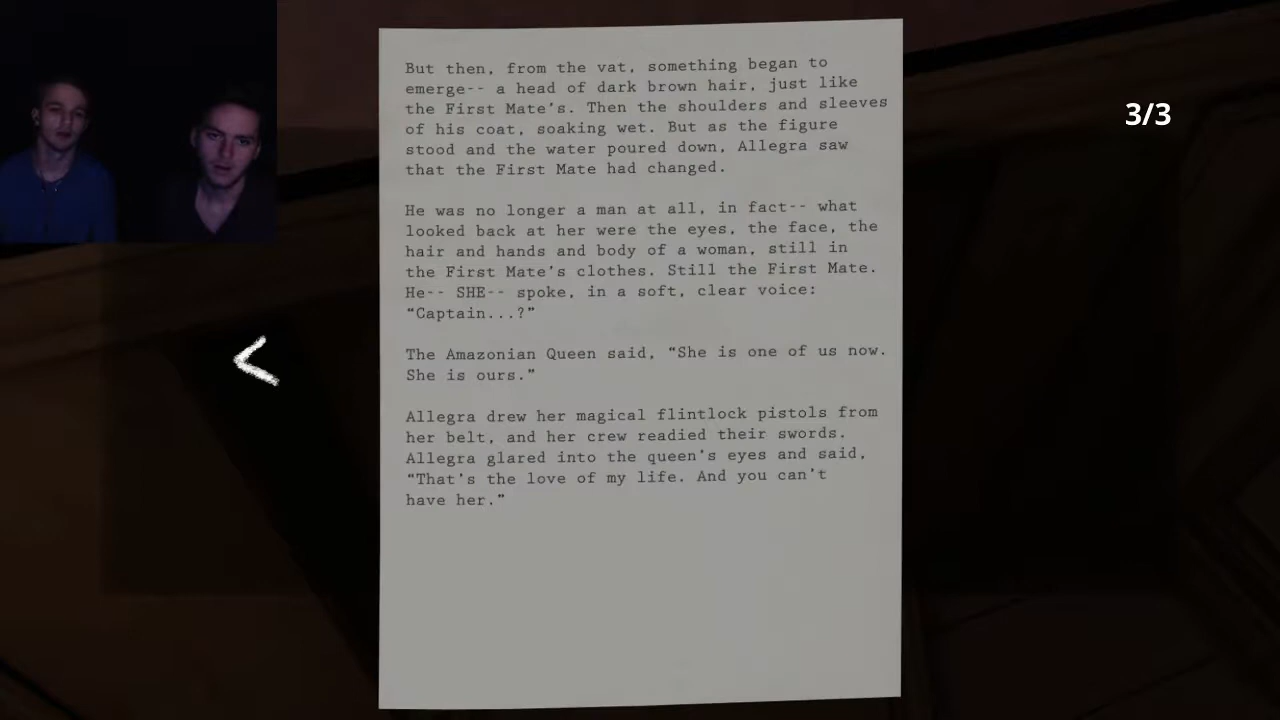 But then, from the vat, something began to
emerge-- a head of dark brown hair, just like
the First Mate's. Then the shoulders and sleeves
of his coat, soaking wet. But as the figure
stood and the water poured down, Allegra saw
that the First Mate had changed.
He was no longer a man at all, in fact-- what
looked back at her were the eyes, the face, the
hair and hands and body of a woman, still in
the First Mate's clothes. Still the First Mate.
He-- SHE-- spoke, in a soft, clear voice:
“Captain...?”
The Amazonian Queen said, “She is one of us now.
She is ours.”
Allegra drew her magical flintlock pistols from
her belt, and her crew readied their swords.
Allegra glared into the queen's eyes and said,
“That's the love of my life. And you can't
have her.”
3/3